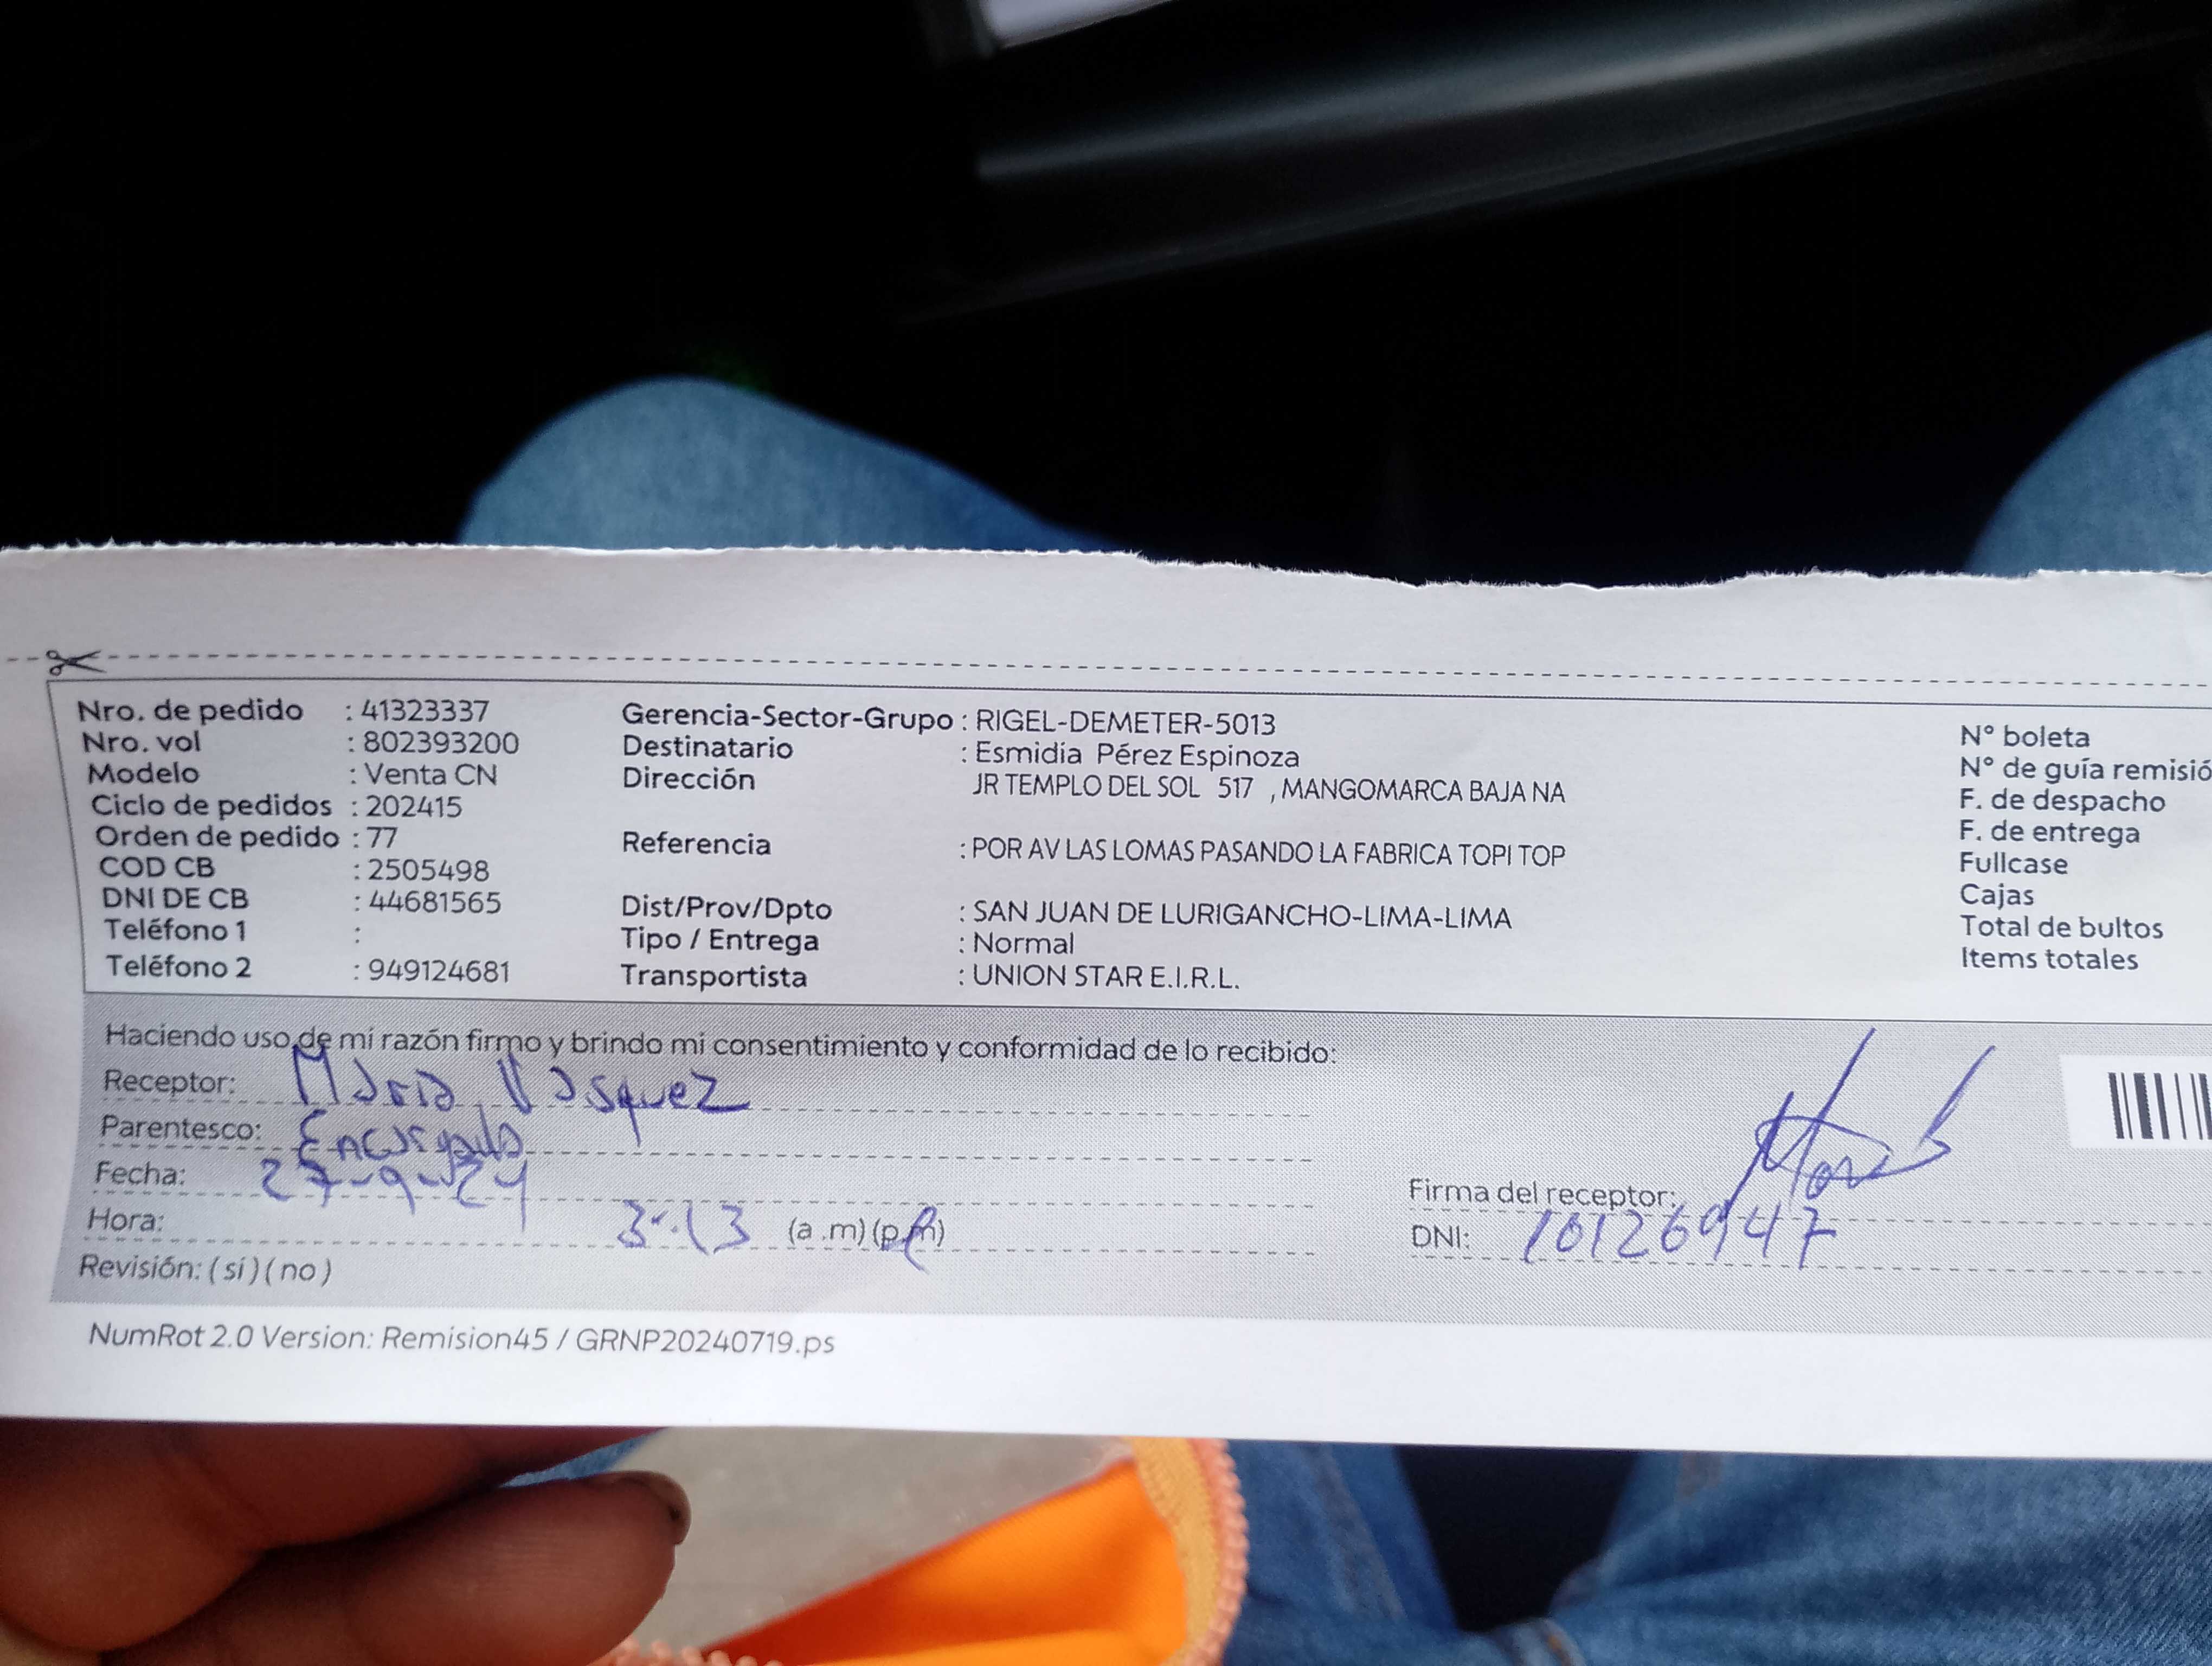 Nro. de pedido : 41323337 Gerencia-Sector-Grupo : RIGEL-DEMETER-5013 N° boleta
Nro. vol : 802393200 Destinatario : Esmidia Pérez Espinoza N° de guía remisió
Modelo : Venta CN Dirección JR TEMPLO DEL SOL 517 , MANGOMARCA BAJA NA F. de despacho
Ciclo de pedidos : 202415 F. de entrega
Orden de pedido : 77 Referencia : POR AV LAS LOMAS PASANDO LA FABRICA TOPI TOP Fullcase
COD CB : 2505498 Cajas
DNI DE CB : 44681565 Dist/Prov/Dpto : SAN JUAN DE LURIGANCHO-LIMA-LIMA Total de bultos
Teléfono 1 : Tipo / Entrega : Normal Items totales
Teléfono 2 : 949124681 Transportista : UNION STAR E.I.R.L.
Haciendo uso de mi razón firmo y brindo mi consentimiento y conformidad de lo recibido:
Receptor: Maria Vasquez
Parentesco: Encargada
Fecha: 27-9-24 Firma del receptor:
Hora: 3:13 (a .m) (p.m) DNI: 10126947
Revisión: ( si ) ( no )
NumRot 2.0 Version: Remision45 / GRNP20240719.ps